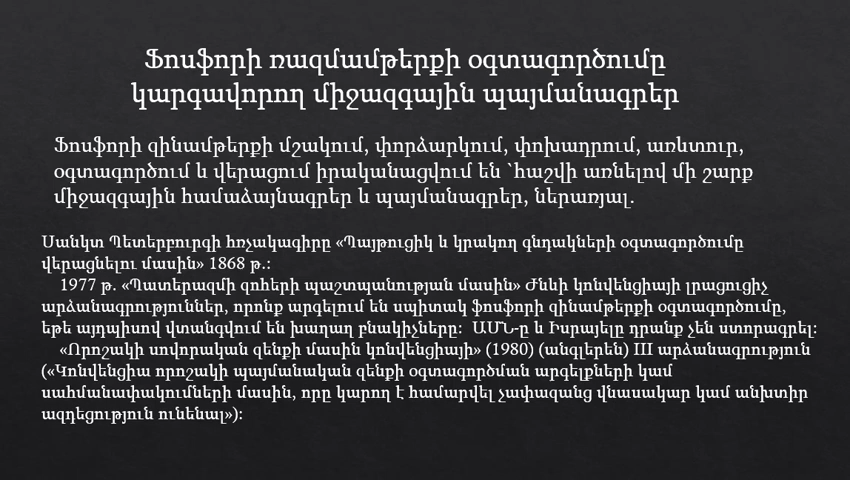 Ֆոսֆորի ռազմամթերքի օգտագործումը
կարգավորող միջազգային պայմանագրեր
Ֆոսֆորի զինամթերքի մշակում, փորձարկում, փոխադրում, առևտուր,
օգտագործում և վերացում իրականացվում են `հաշվի առնելով մի շարք
միջազգային համաձայնագրեր և պայմանագրեր, ներառյալ.
Սանկտ Պետերբուրգի հռչակագիրը «Պայթուցիկ և կրակող գնդակների օգտագործումը
վերացնելու մասին» 1868 թ.:
1977 թ. «Պատերազմի զոհերի պաշտպանության մասին» Ժնևի կոնվենցիայի լրացուցիչ
արձանագրություններ, որոնք արգելում են սպիտակ ֆոսֆորի զինամթերքի օգտագործումը,
եթե այդպիսով վտանգվում են խաղաղ բնակիչները: ԱՄՆ-ը և Իսրայելը դրանք չեն ստորագրել:
«Որոշակի սովորական զենքի մասին կոնվենցիայի» (1980) (անգլերեն) III արձանագրություն
(«Կոնվենցիա որոշակի պայմանական զենքի օգտագործման արգելքների կամ
սահմանափակումների մասին, որը կարող է համարվել չափազանց վնասակար կամ անխտիր
ազդեցություն ունենալ»):